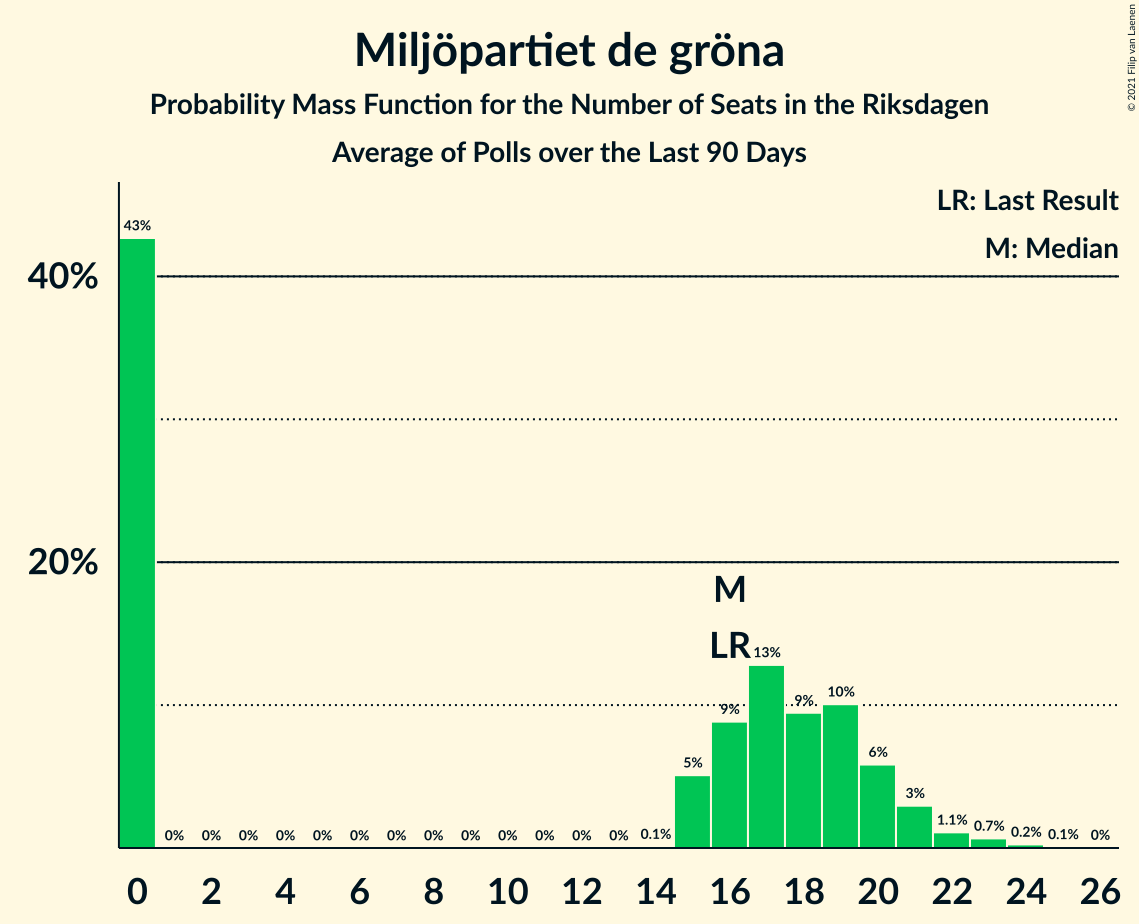 Miljöpartiet de gröna
Probability Mass Function for the Number of Seats in the Riksdagen
Average of Polls over the Last 90 Days
© 2021 Filip van Laenen
LR: Last Result
M: Median
43%
40%
20%
M
LR
13%
9%
9%
10%
5%
6%
3%
0% 0% 0% 0% 0% 0% 0% 0% 0% 0% 0% 0% 0% 0.1% 1.1% 0.7% 0.2% 0.1% 0%
0 2 4 6 8 10 12 14 16 18 20 22 24 26